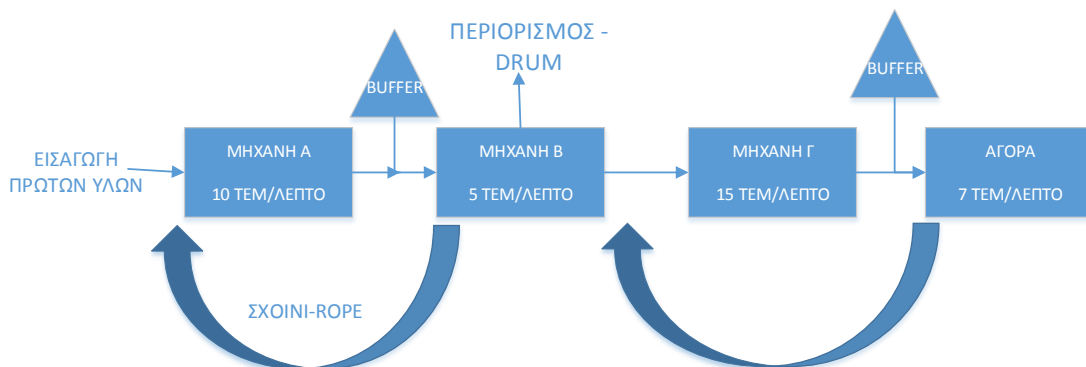 ΠΕΡΙΟΡΙΣΜΟΣ -
DRUM
BUFFER
BUFFER
ΕΙΣΑΓΩΓΗ
ΠΡΩΤΩΝ ΥΛΩΝ
ΜΗΧΑΝΗ Α
10 ΤΕΜ/ΛΕΠΤΟ
ΜΗΧΑΝΗ Β
5 ΤΕΜ/ΛΕΠΤΟ
ΜΗΧΑΝΗ Γ
15 ΤΕΜ/ΛΕΠΤΟ
ΑΓΟΡΑ
7 ΤΕΜ/ΛΕΠΤΟ
ΣΧΟΙΝΙ-ROPE